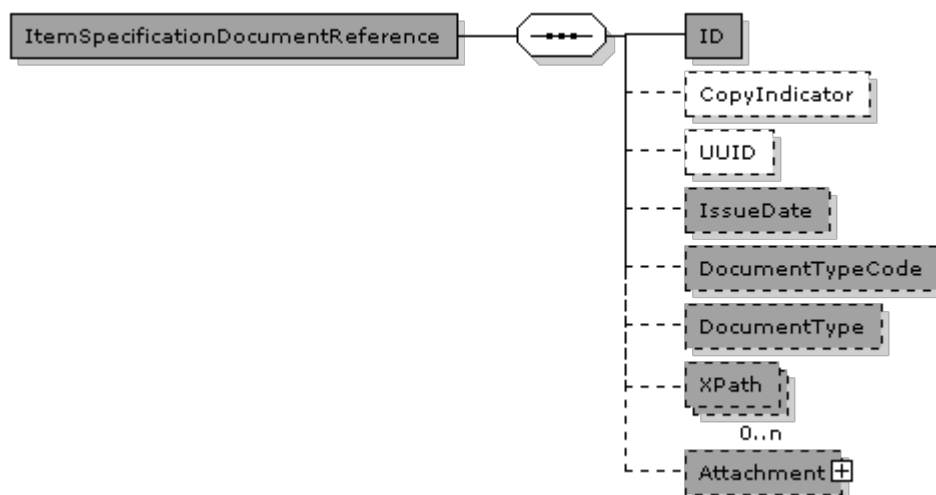 ItemSpecificationDocumentReference
ID
CopyIndicator
UUID
IssueDate
DocumentTypeCode
DocumentType
XPath
0..n
Attachment